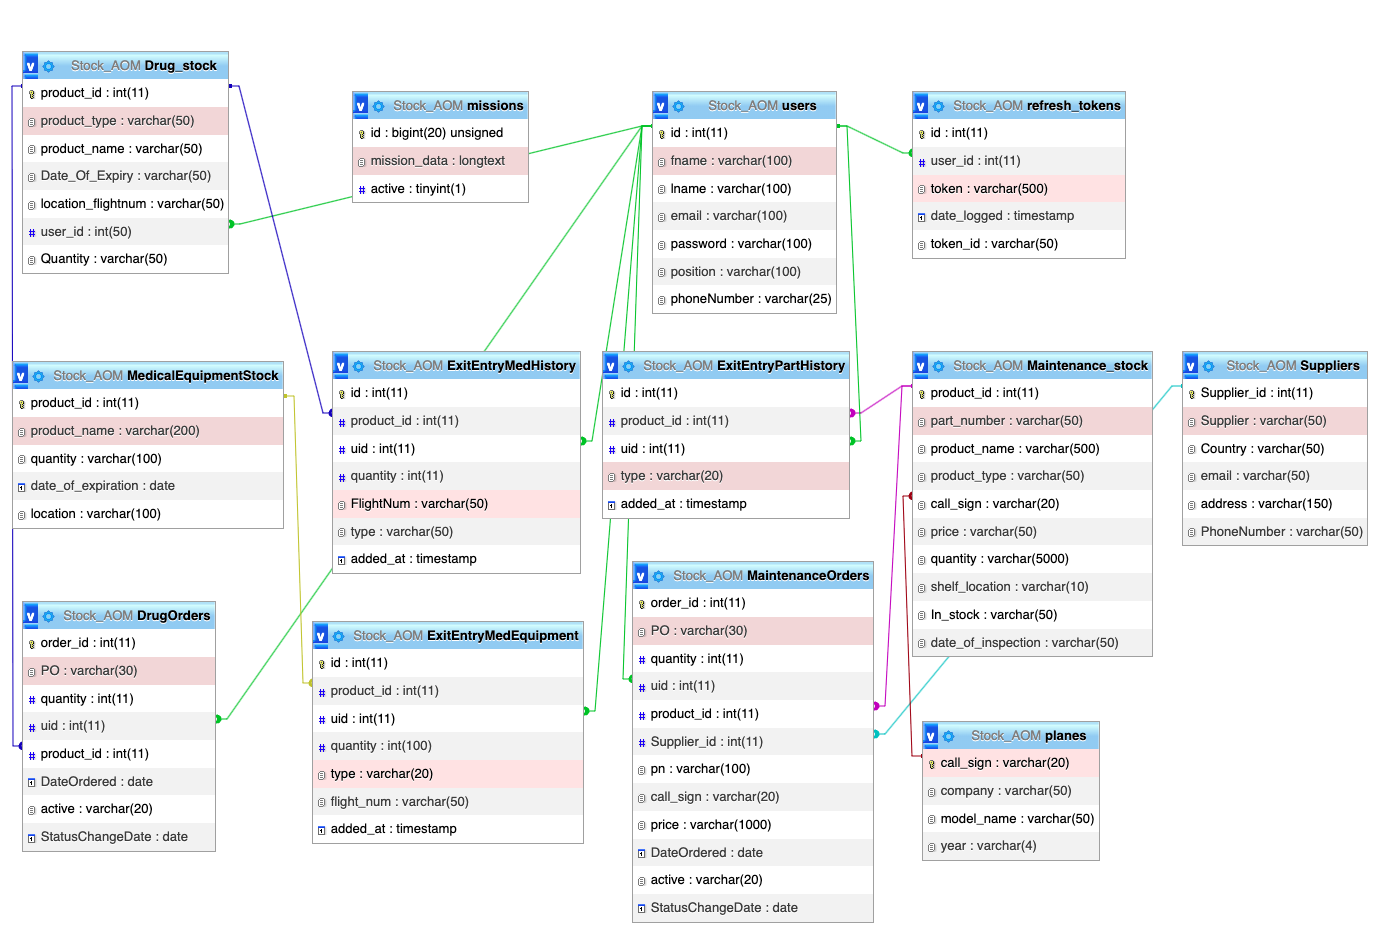 Stock_AOM Drug_stock
product_id : int(11)
product_type : varchar(50)
product_name : varchar(50)
Date_Of_Expiry : varchar(50)
location_flightnum : varchar(50)
user_id : int(50)
Quantity : varchar(50)
Stock_AOM missions
id : bigint(20) unsigned
mission_data : longtext
active : tinyint(1)
Stock_AOM users
id : int(11)
fname : varchar(100)
lname : varchar(100)
email : varchar(100)
password : varchar(100)
position : varchar(100)
phoneNumber : varchar(25)
Stock_AOM refresh_tokens
id : int(11)
user_id : int(11)
token : varchar(500)
date_logged : timestamp
token_id : varchar(50)
Stock_AOM MedicalEquipmentStock
product_id : int(11)
product_name : varchar(200)
quantity : varchar(100)
date_of_expiration : date
location : varchar(100)
Stock_AOM ExitEntryMedHistory
id : int(11)
product_id : int(11)
uid : int(11)
quantity : int(11)
FlightNum : varchar(50)
type : varchar(50)
added_at : timestamp
Stock_AOM ExitEntryPartHistory
id : int(11)
product_id : int(11)
uid : int(11)
type : varchar(20)
added_at : timestamp
Stock_AOM Maintenance_stock
product_id : int(11)
part_number : varchar(50)
product_name : varchar(500)
product_type : varchar(50)
call_sign : varchar(20)
price : varchar(50)
quantity : varchar(5000)
shelf_location : varchar(10)
In_stock : varchar(50)
date_of_inspection : varchar(50)
Stock_AOM Suppliers
Supplier_id : int(11)
Supplier : varchar(50)
Country : varchar(50)
email : varchar(50)
address : varchar(150)
PhoneNumber : varchar(50)
Stock_AOM DrugOrders
order_id : int(11)
PO : varchar(30)
quantity : int(11)
uid : int(11)
product_id : int(11)
DateOrdered : date
active : varchar(20)
StatusChangeDate : date
Stock_AOM ExitEntryMedEquipment
id : int(11)
product_id : int(11)
uid : int(11)
quantity : int(100)
type : varchar(20)
flight_num : varchar(50)
added_at : timestamp
Stock_AOM MaintenanceOrders
order_id : int(11)
PO : varchar(30)
quantity : int(11)
uid : int(11)
product_id : int(11)
Supplier_id : int(11)
pn : varchar(100)
call_sign : varchar(20)
price : varchar(1000)
DateOrdered : date
active : varchar(20)
StatusChangeDate : date
Stock_AOM planes
call_sign : varchar(20)
company : varchar(50)
model_name : varchar(50)
year : varchar(4)